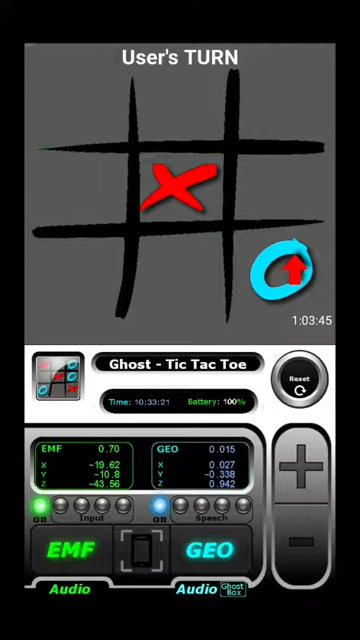 User's TURN
1:03:45
Ghost - Tic Tac Toe
Time: 10:33:21 Battery: 100%
Reset
EMF 0.70
X -19.62
Y -10.8
Z -43.56
GEO 0.015
X 0.027
Y -0.338
Z 0.942
on Input
on Speech
EMF
GEO
Audio
Audio Ghost Box